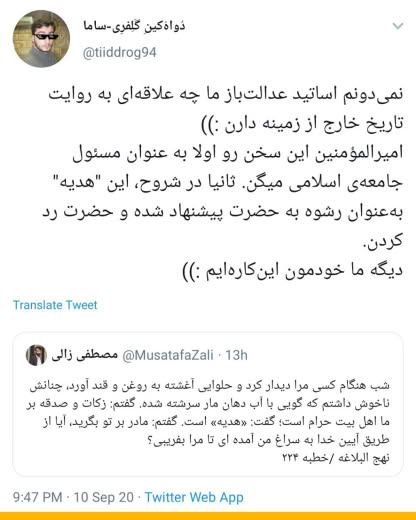 ذواه‌کین گلفری-ساما
@tiiddrog94
نمی‌دونم اساتید عدالت‌باز ما چه علاقه‌ای به روایت
تاریخ خارج از زمینه دارن :))
امیرالمؤمنین این سخن رو اولا به عنوان مسئول
جامعه‌ی اسلامی میگن. ثانیا در شروح، این "هدیه"
به‌عنوان رشوه به حضرت پیشنهاد شده و حضرت رد
کردن.
دیگه ما خودمون این‌کاره‌ایم :))
Translate Tweet
مصطفی زالی @MusatafaZali · 13h
شب هنگام کسی مرا دیدار کرد و حلوایی آغشته به روغن و قند آورد، چنانش
ناخوش داشتم که گویی با آب دهان مار سرشته شده. گفتم: زکات و صدقه بر
ما اهل بیت حرام است؛ گفت: «هدیه» است. گفتم: مادر بر تو بگرید، آیا از
طریق آیین خدا به سراغ من آمده ای تا مرا بفریبی؟
نهج البلاغه /خطبه ۲۲۴
9:47 PM · 10 Sep 20 · Twitter Web App